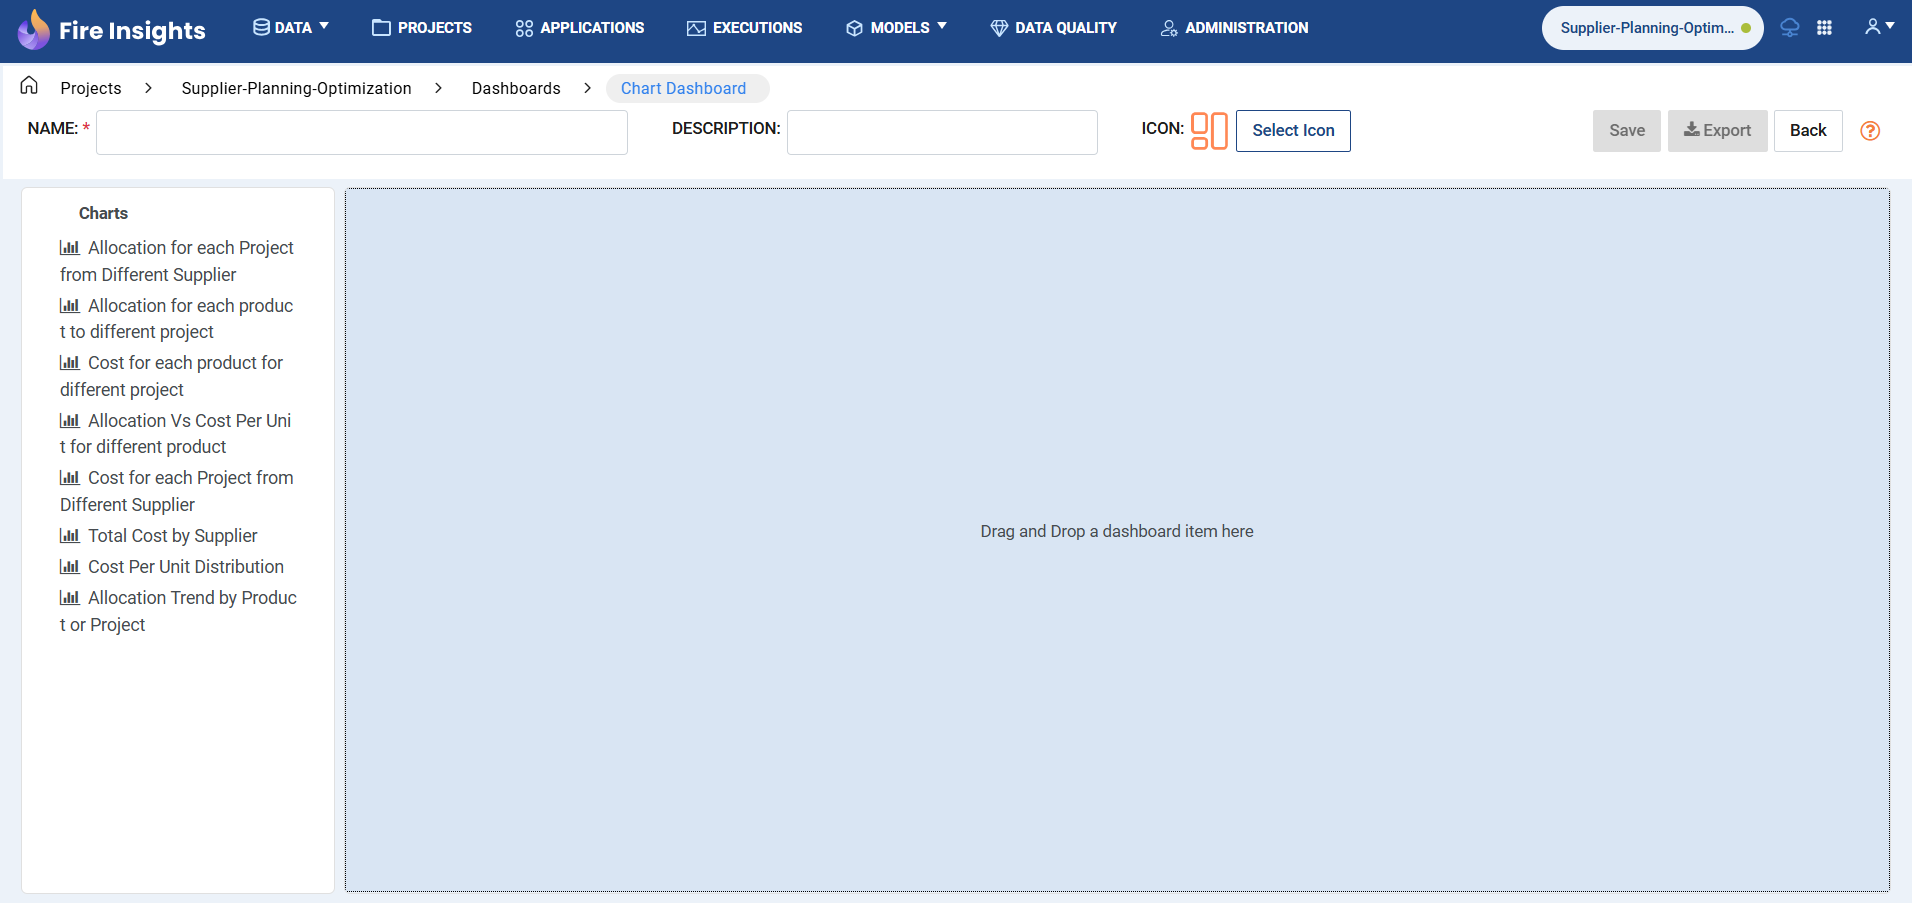 Fire Insights
DATA
PROJECTS
APPLICATIONS
EXECUTIONS
MODELS
DATA QUALITY
ADMINISTRATION
Supplier-Planning-Optim...
Projects > Supplier-Planning-Optimization > Dashboards > Chart Dashboard
NAME: *
DESCRIPTION:
ICON:
Select Icon
Save
Export
Back
?
Charts
Allocation for each Project
from Different Supplier
Allocation for each produc
t to different project
Cost for each product for
different project
Allocation Vs Cost Per Uni
t for different product
Cost for each Project from
Different Supplier
Total Cost by Supplier
Cost Per Unit Distribution
Allocation Trend by Produc
t or Project
Drag and Drop a dashboard item here